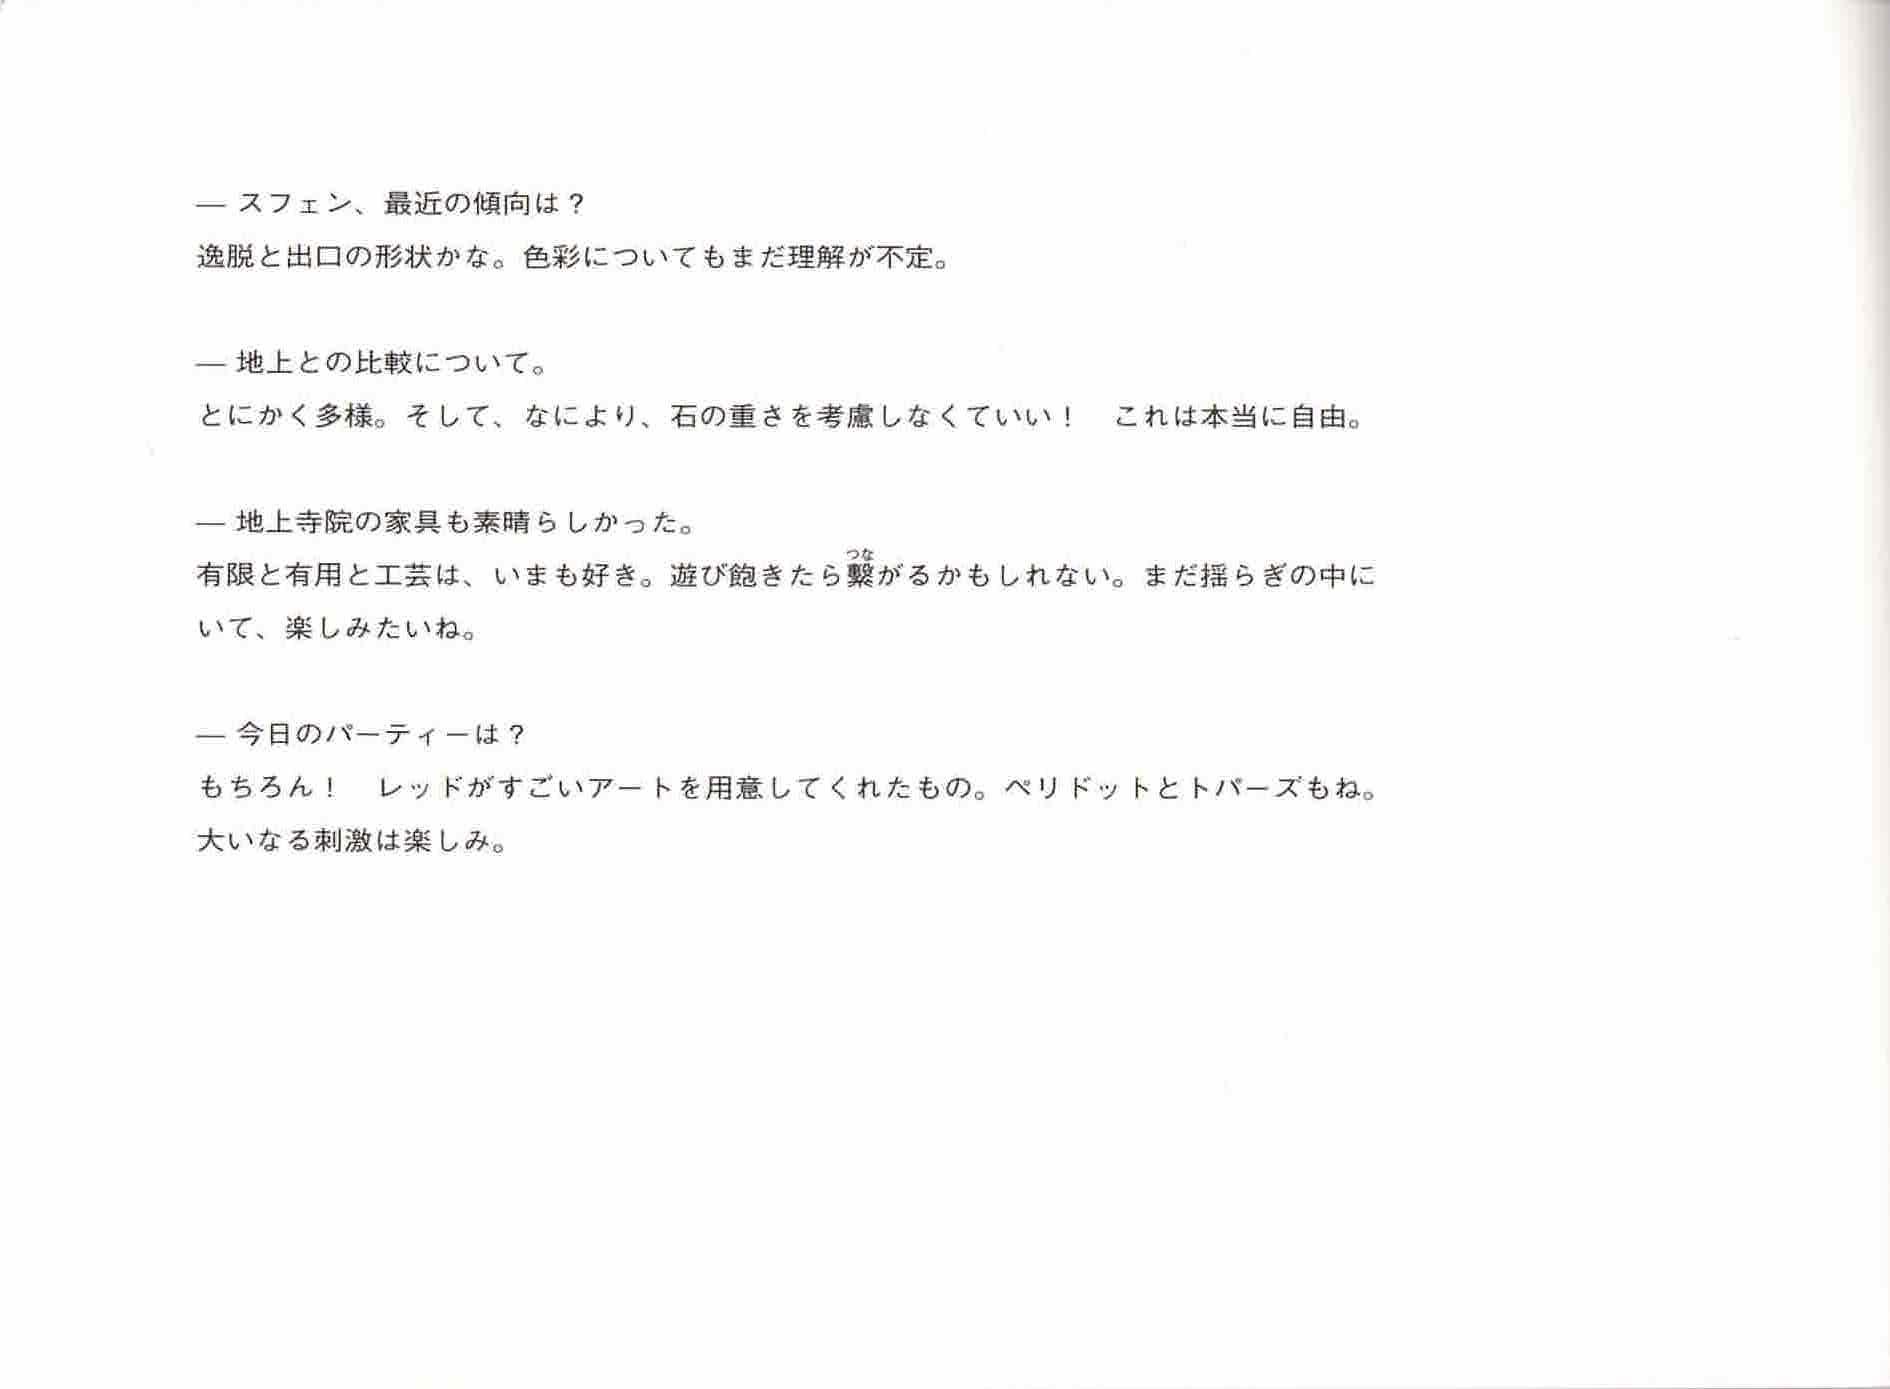 — スフェン、最近の傾向は？
逸脱と出口の形状かな。色彩についてもまだ理解が不定。
— 地上との比較について。
とにかく多様。そして、なにより、石の重さを考慮しなくていい！　これは本当に自由。
— 地上寺院の家具も素晴らしかった。
つな
有限と有用と工芸は、いまも好き。遊び飽きたら繋がるかもしれない。まだ揺らぎの中に
いて、楽しみたいね。
— 今日のパーティーは？
もちろん！　レッドがすごいアートを用意してくれたもの。ペリドットとトパーズもね。
大いなる刺激は楽しみ。